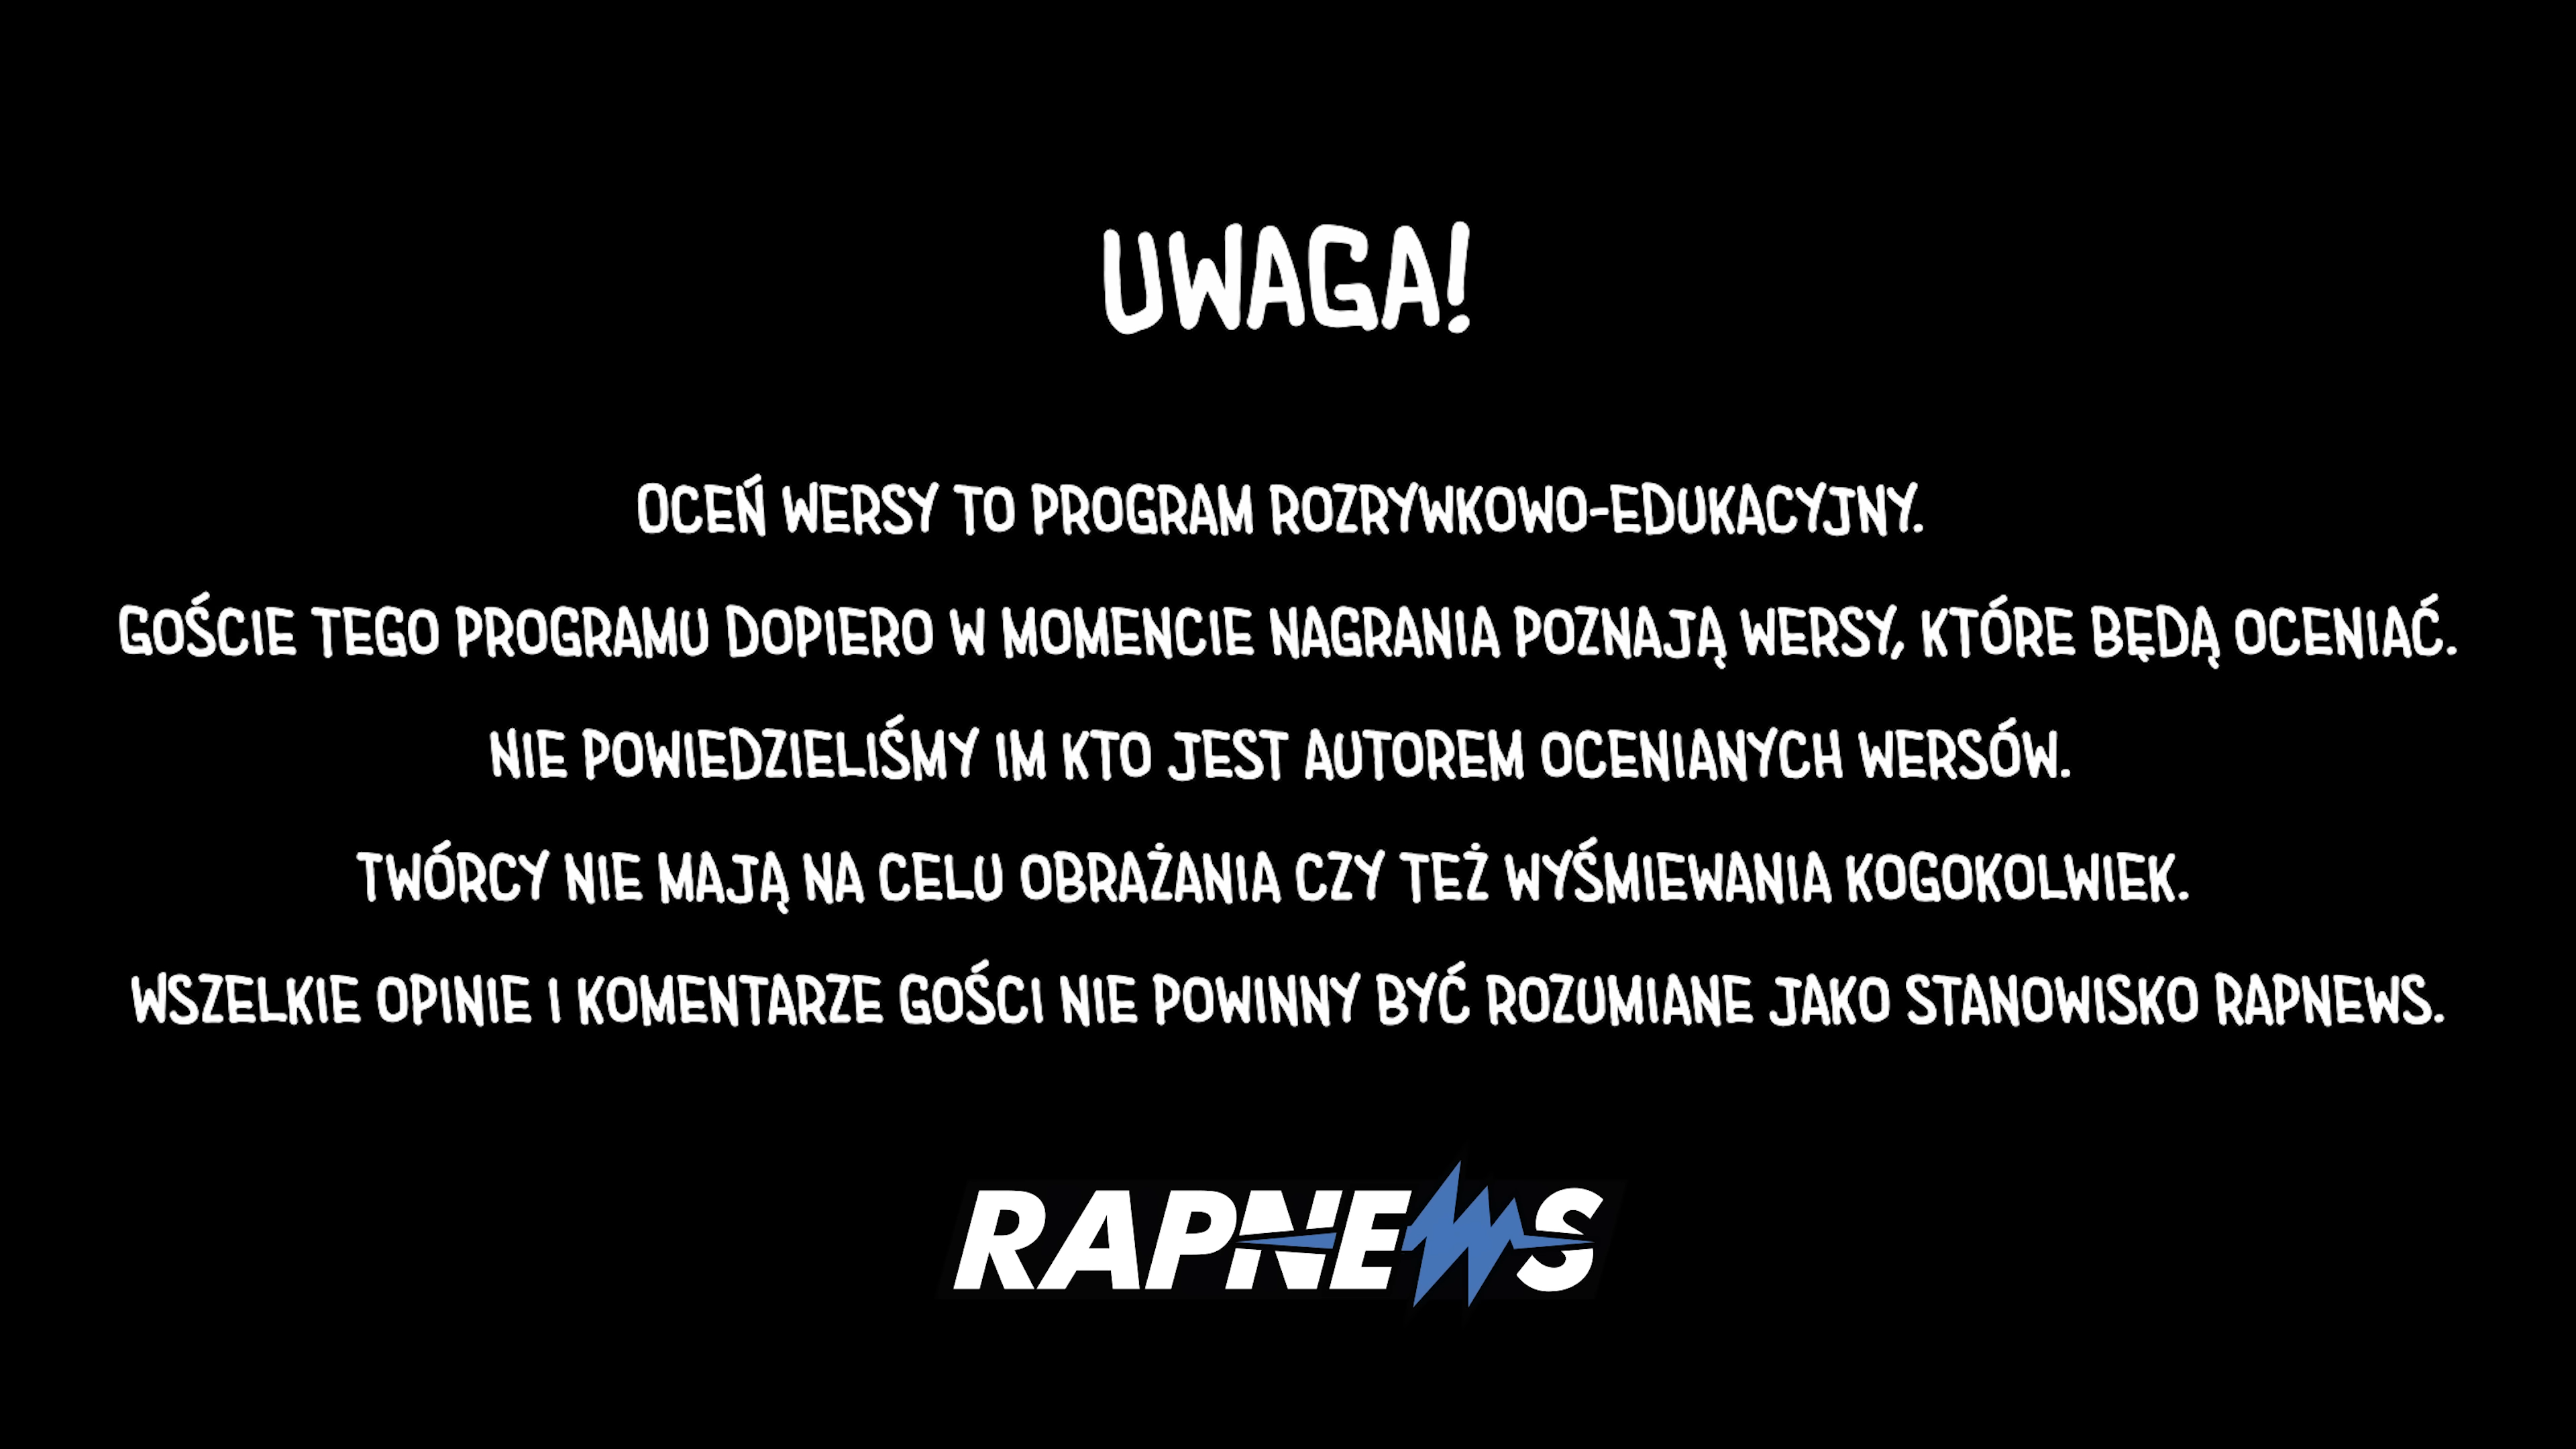 UWAGA!
OCEŃ WERSY TO PROGRAM ROZRYWKOWO-EDUKACYJNY.
GOŚCIE TEGO PROGRAMU DOPIERO W MOMENCIE NAGRANIA POZNAJĄ WERSY, KTÓRE BĘDĄ OCENIAĆ.
NIE POWIEDZIELIŚMY IM KTO JEST AUTOREM OCENIANYCH WERSÓW.
TWÓRCY NIE MAJĄ NA CELU OBRAŻANIA CZY TEŻ WYŚMIEWANIA KOGOKOLWIEK.
WSZELKIE OPINIE I KOMENTARZE GOŚCI NIE POWINNY BYĆ ROZUMIANE JAKO STANOWISKO RAPNEWS.
RAPNEWS